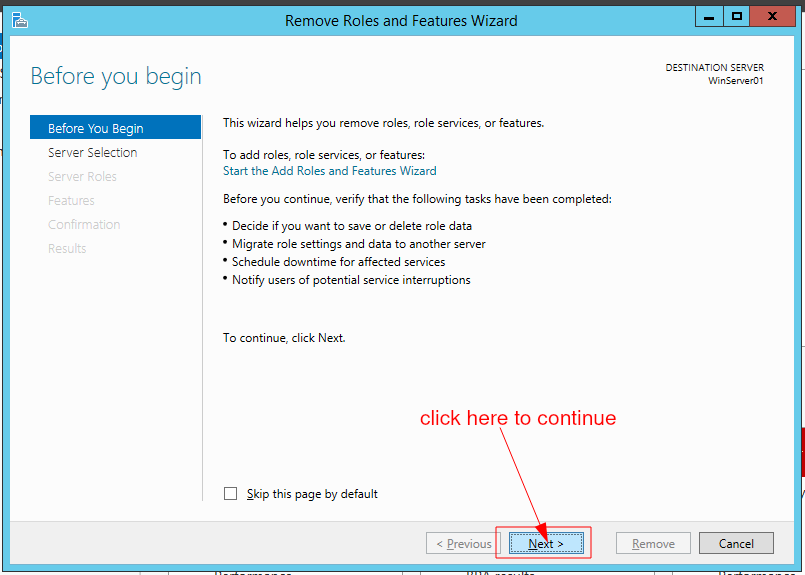 Remove Roles and Features Wizard
Before you begin
DESTINATION SERVER
WinServer01
Before You Begin
Server Selection
Server Roles
Features
Confirmation
Results
This wizard helps you remove roles, role services, or features.
To add roles, role services, or features:
Start the Add Roles and Features Wizard
Before you continue, verify that the following tasks have been completed:
• Decide if you want to save or delete role data
• Migrate role settings and data to another server
• Schedule downtime for affected services
• Notify users of potential service interruptions
To continue, click Next.
click here to continue
Skip this page by default
< Previous Next > Remove Cancel